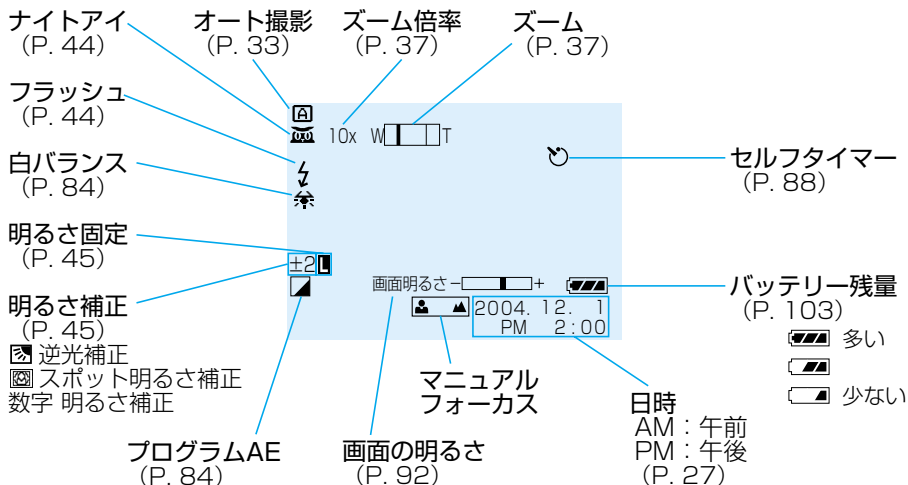 ナイトアイ
(P. 44)
オート撮影
(P. 33)
ズーム倍率
(P. 37)
ズーム
(P. 37)
フラッシュ
(P. 44)
白バランス
(P. 84)
明るさ固定
(P. 45)
明るさ補正
(P. 45)
逆光補正
スポット明るさ補正
数字 明るさ補正
A
10x W T
±2 L
画面明るさ − +
2004. 12. 1
PM 2:00
セルフタイマー
(P. 88)
バッテリー残量
(P. 103)
多い
少ない
マニュアル
フォーカス
日時
AM:午前
PM:午後
(P. 27)
プログラムAE
(P. 84)
画面の明るさ
(P. 92)